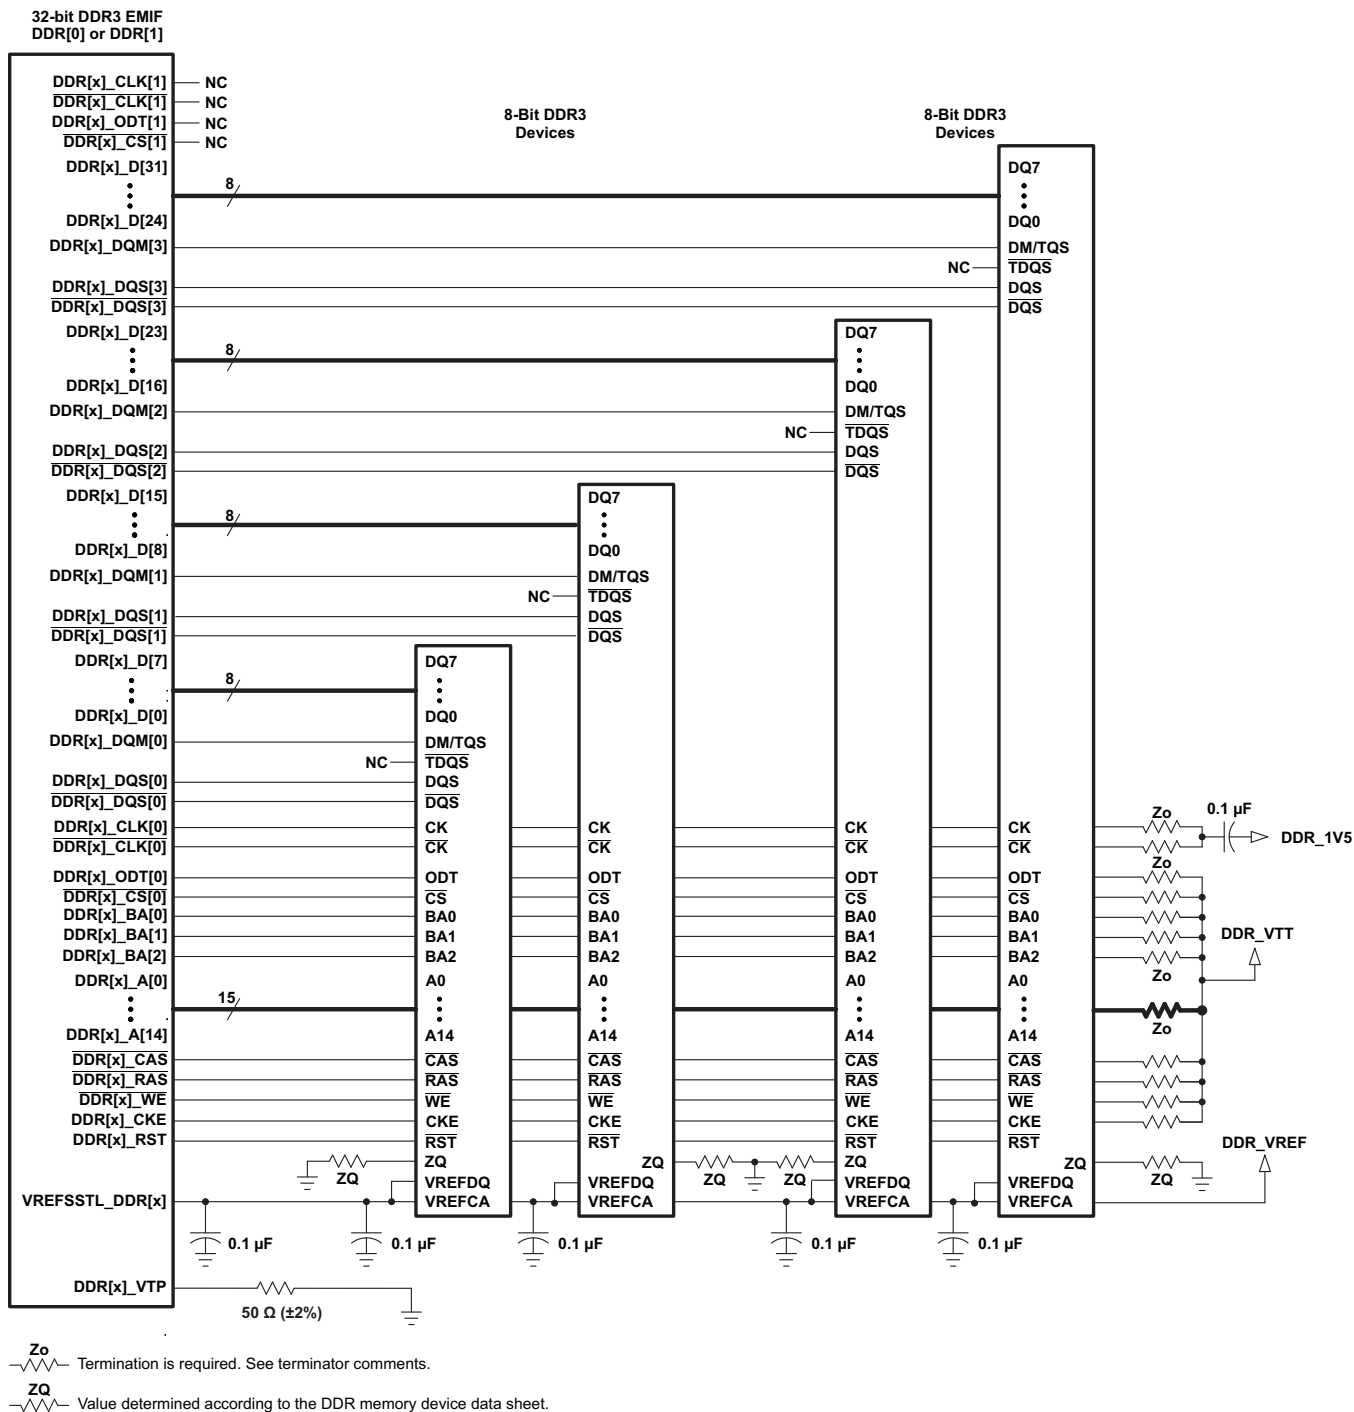 32-bit DDR3 EMIF
DDR[0] or DDR[1]
DDR[x]_CLK[1] NC
DDR[x]_CLK[1] NC
DDR[x]_ODT[1] NC
DDR[x]_CS[1] NC
8-Bit DDR3
Devices
8-Bit DDR3
Devices
DDR[x]_D[31] DQ7
8
DDR[x]_D[24] DQ0
DDR[x]_DQM[3] DM/TQS
NC TDQS
DDR[x]_DQS[3] DQS
DDR[x]_DQS[3] DQS
DDR[x]_D[23] DQ7
8
DDR[x]_D[16] DQ0
DDR[x]_DQM[2] DM/TQS
NC TDQS
DDR[x]_DQS[2] DQS
DDR[x]_DQS[2] DQS
DDR[x]_D[15] DQ7
8
DDR[x]_D[8] DQ0
DDR[x]_DQM[1] DM/TQS
NC TDQS
DDR[x]_DQS[1] DQS
DDR[x]_DQS[1] DQS
DDR[x]_D[7] DQ7
8
DDR[x]_D[0] DQ0
DDR[x]_DQM[0] DM/TQS
NC TDQS
DDR[x]_DQS[0] DQS
DDR[x]_DQS[0] DQS
Zo 0.1 µF
DDR[x]_CLK[0] CK CK CK CK
DDR_1V5
DDR[x]_CLK[0] CK CK CK CK
Zo
DDR[x]_ODT[0] ODT ODT ODT ODT
DDR[x]_CS[0] CS CS CS CS
DDR[x]_BA[0] BA0 BA0 BA0 BA0
DDR[x]_BA[1] BA1 BA1 BA1 BA1 DDR_VTT
DDR[x]_BA[2] BA2 BA2 BA2 BA2
Zo
DDR[x]_A[0] A0 A0 A0 A0
15
Zo
DDR[x]_A[14] A14 A14 A14 A14
DDR[x]_CAS CAS CAS CAS CAS
DDR[x]_RAS RAS RAS RAS RAS
DDR[x]_WE WE WE WE WE
DDR[x]_CKE CKE CKE CKE CKE
DDR[x]_RST RST RST RST RST DDR_VREF
ZQ ZQ ZQ ZQ
ZQ ZQ ZQ ZQ
VREFDQ VREFDQ VREFDQ VREFDQ
VREFSSTL_DDR[x] VREFCA VREFCA VREFCA VREFCA
0.1 µF 0.1 µF 0.1 µF 0.1 µF 0.1 µF
DDR[x]_VTP
50 Ω (±2%)
Zo
Termination is required. See terminator comments.
ZQ
Value determined according to the DDR memory device data sheet.